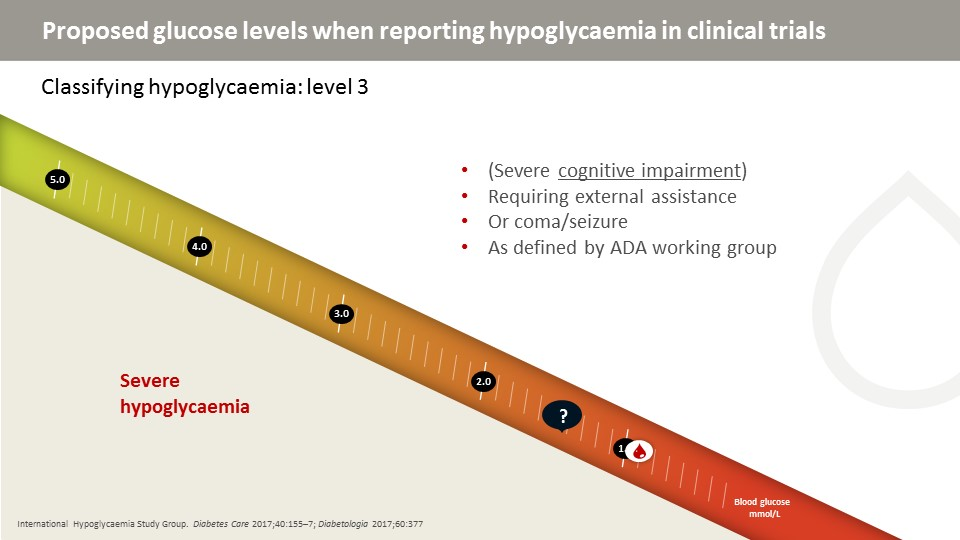 Proposed glucose levels when reporting hypoglycaemia in clinical trials
Classifying hypoglycaemia: level 3
5.0
4.0
3.0
2.0
?
1
• (Severe cognitive impairment)
• Requiring external assistance
• Or coma/seizure
• As defined by ADA working group
Severe
hypoglycaemia
Blood glucose
mmol/L
International Hypoglycaemia Study Group. Diabetes Care 2017;40:155–7; Diabetologia 2017;60:377